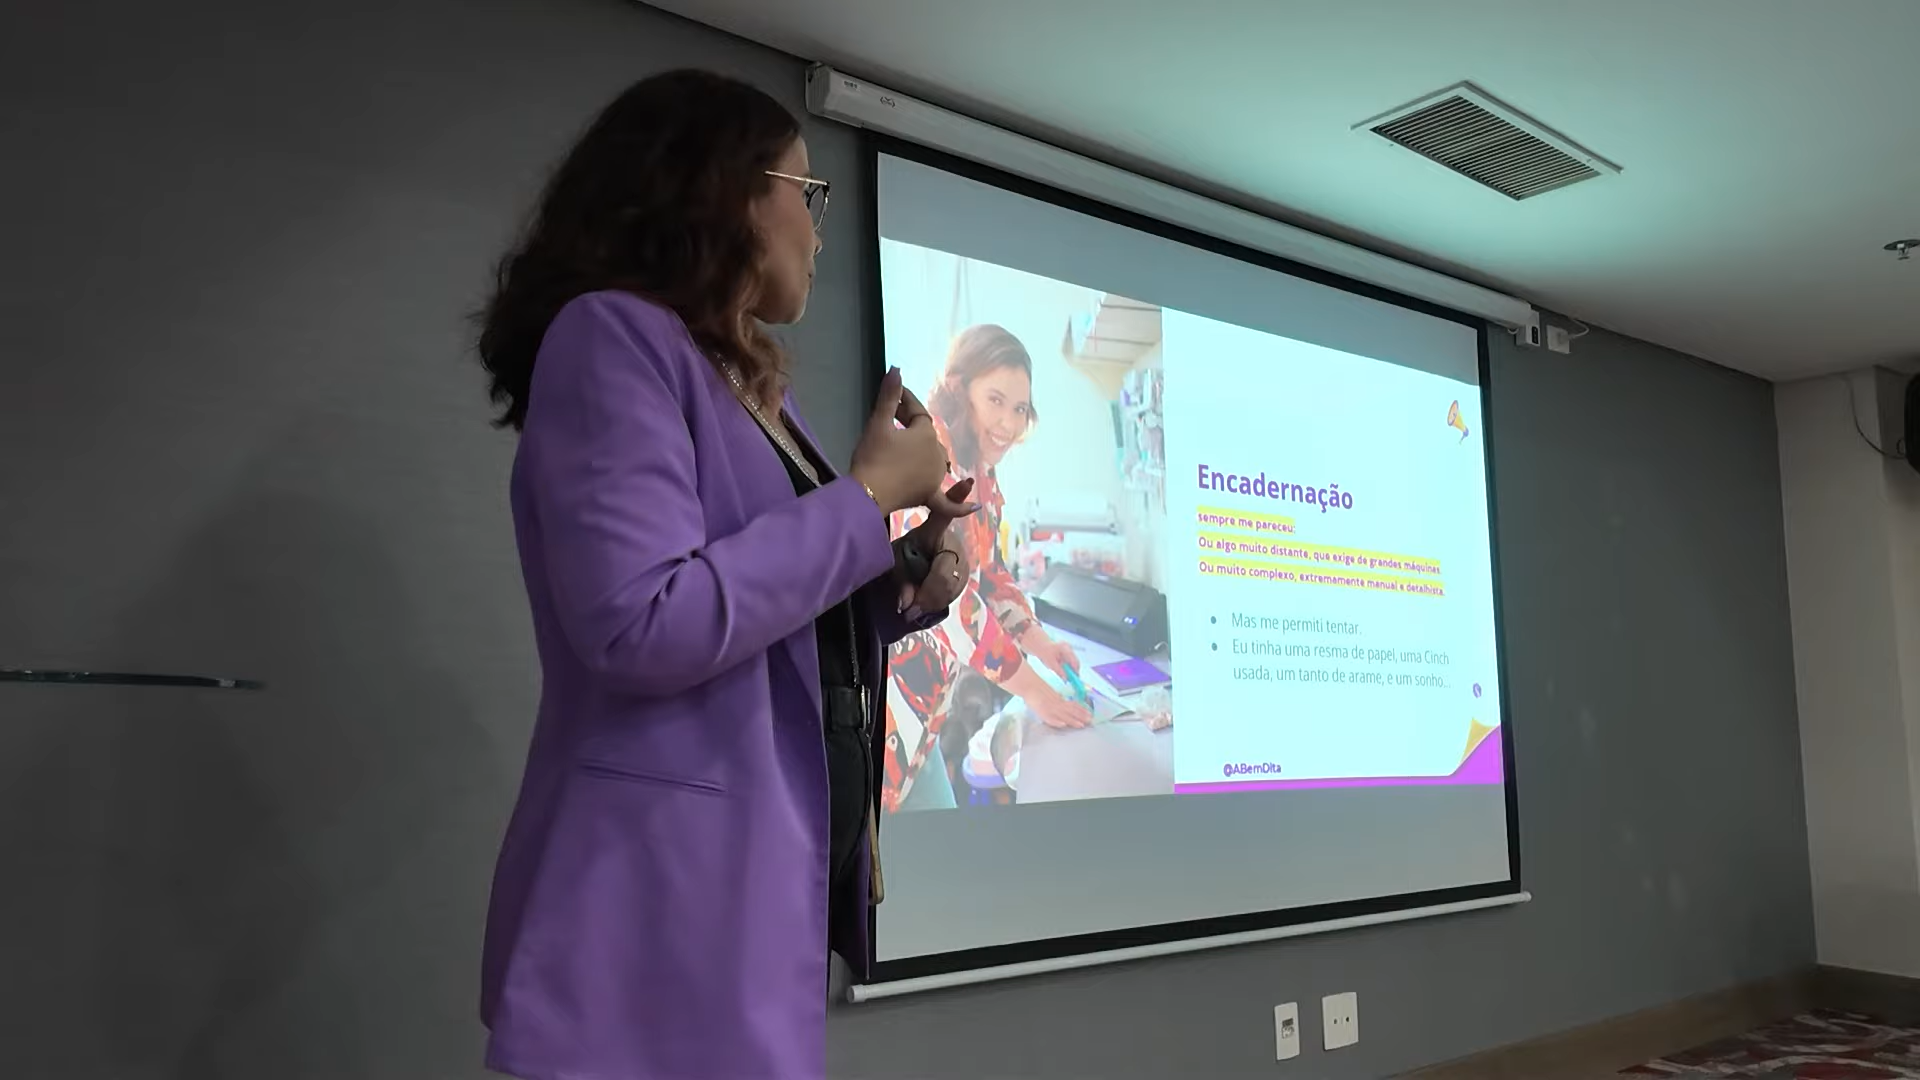 Encadernação
sempre me pareceu:
Ou algo muito distante, que exige de grandes máquinas.
Ou muito complexo, extremamente manual e detalhista.
• Mas me permiti tentar.
• Eu tinha uma resma de papel, uma Cinch
usada, um tanto de arame, e um sonho...
@ABemDita